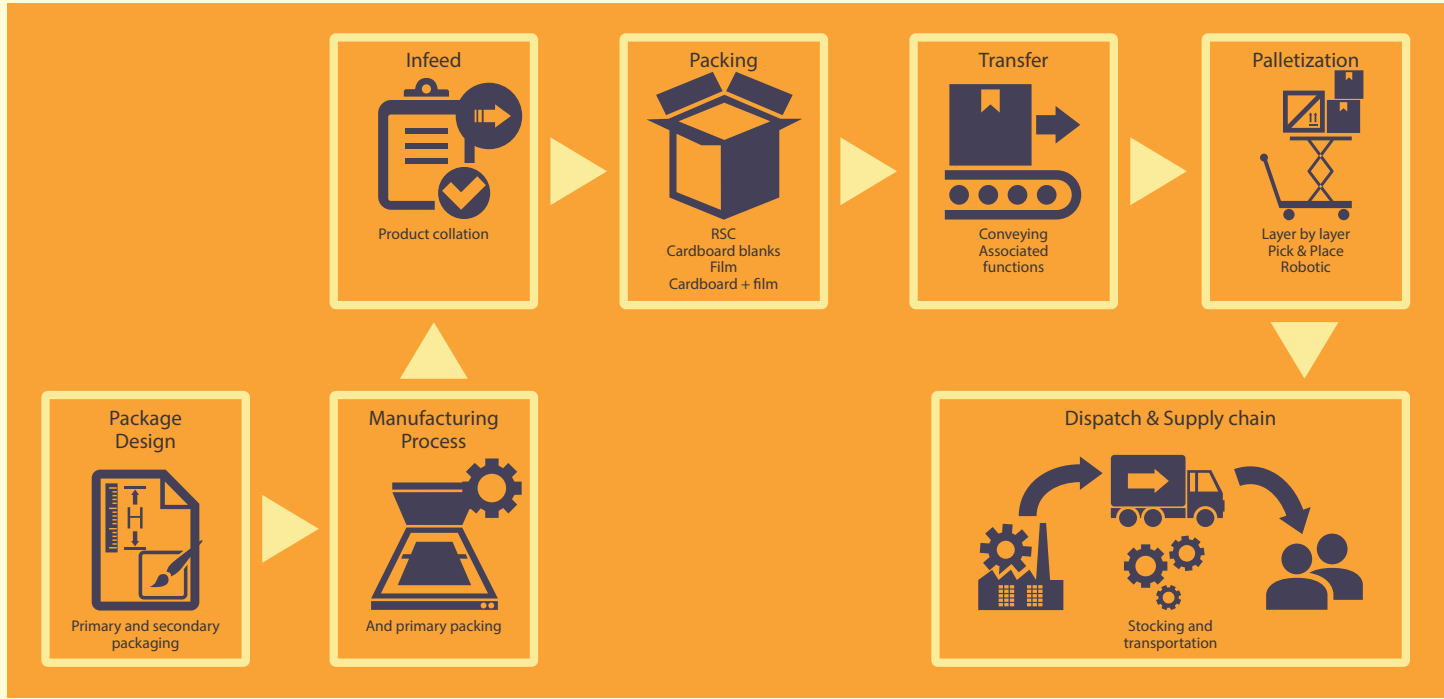 Package
Design
H
Primary and secondary
packaging
Manufacturing
Process
And primary packing
Infeed
Product collation
Packing
RSC
Cardboard blanks
Film
Cardboard + film
Transfer
Conveying
Associated
functions
Palletization
Layer by layer
Pick & Place
Robotic
Dispatch & Supply chain
Stocking and
transportation